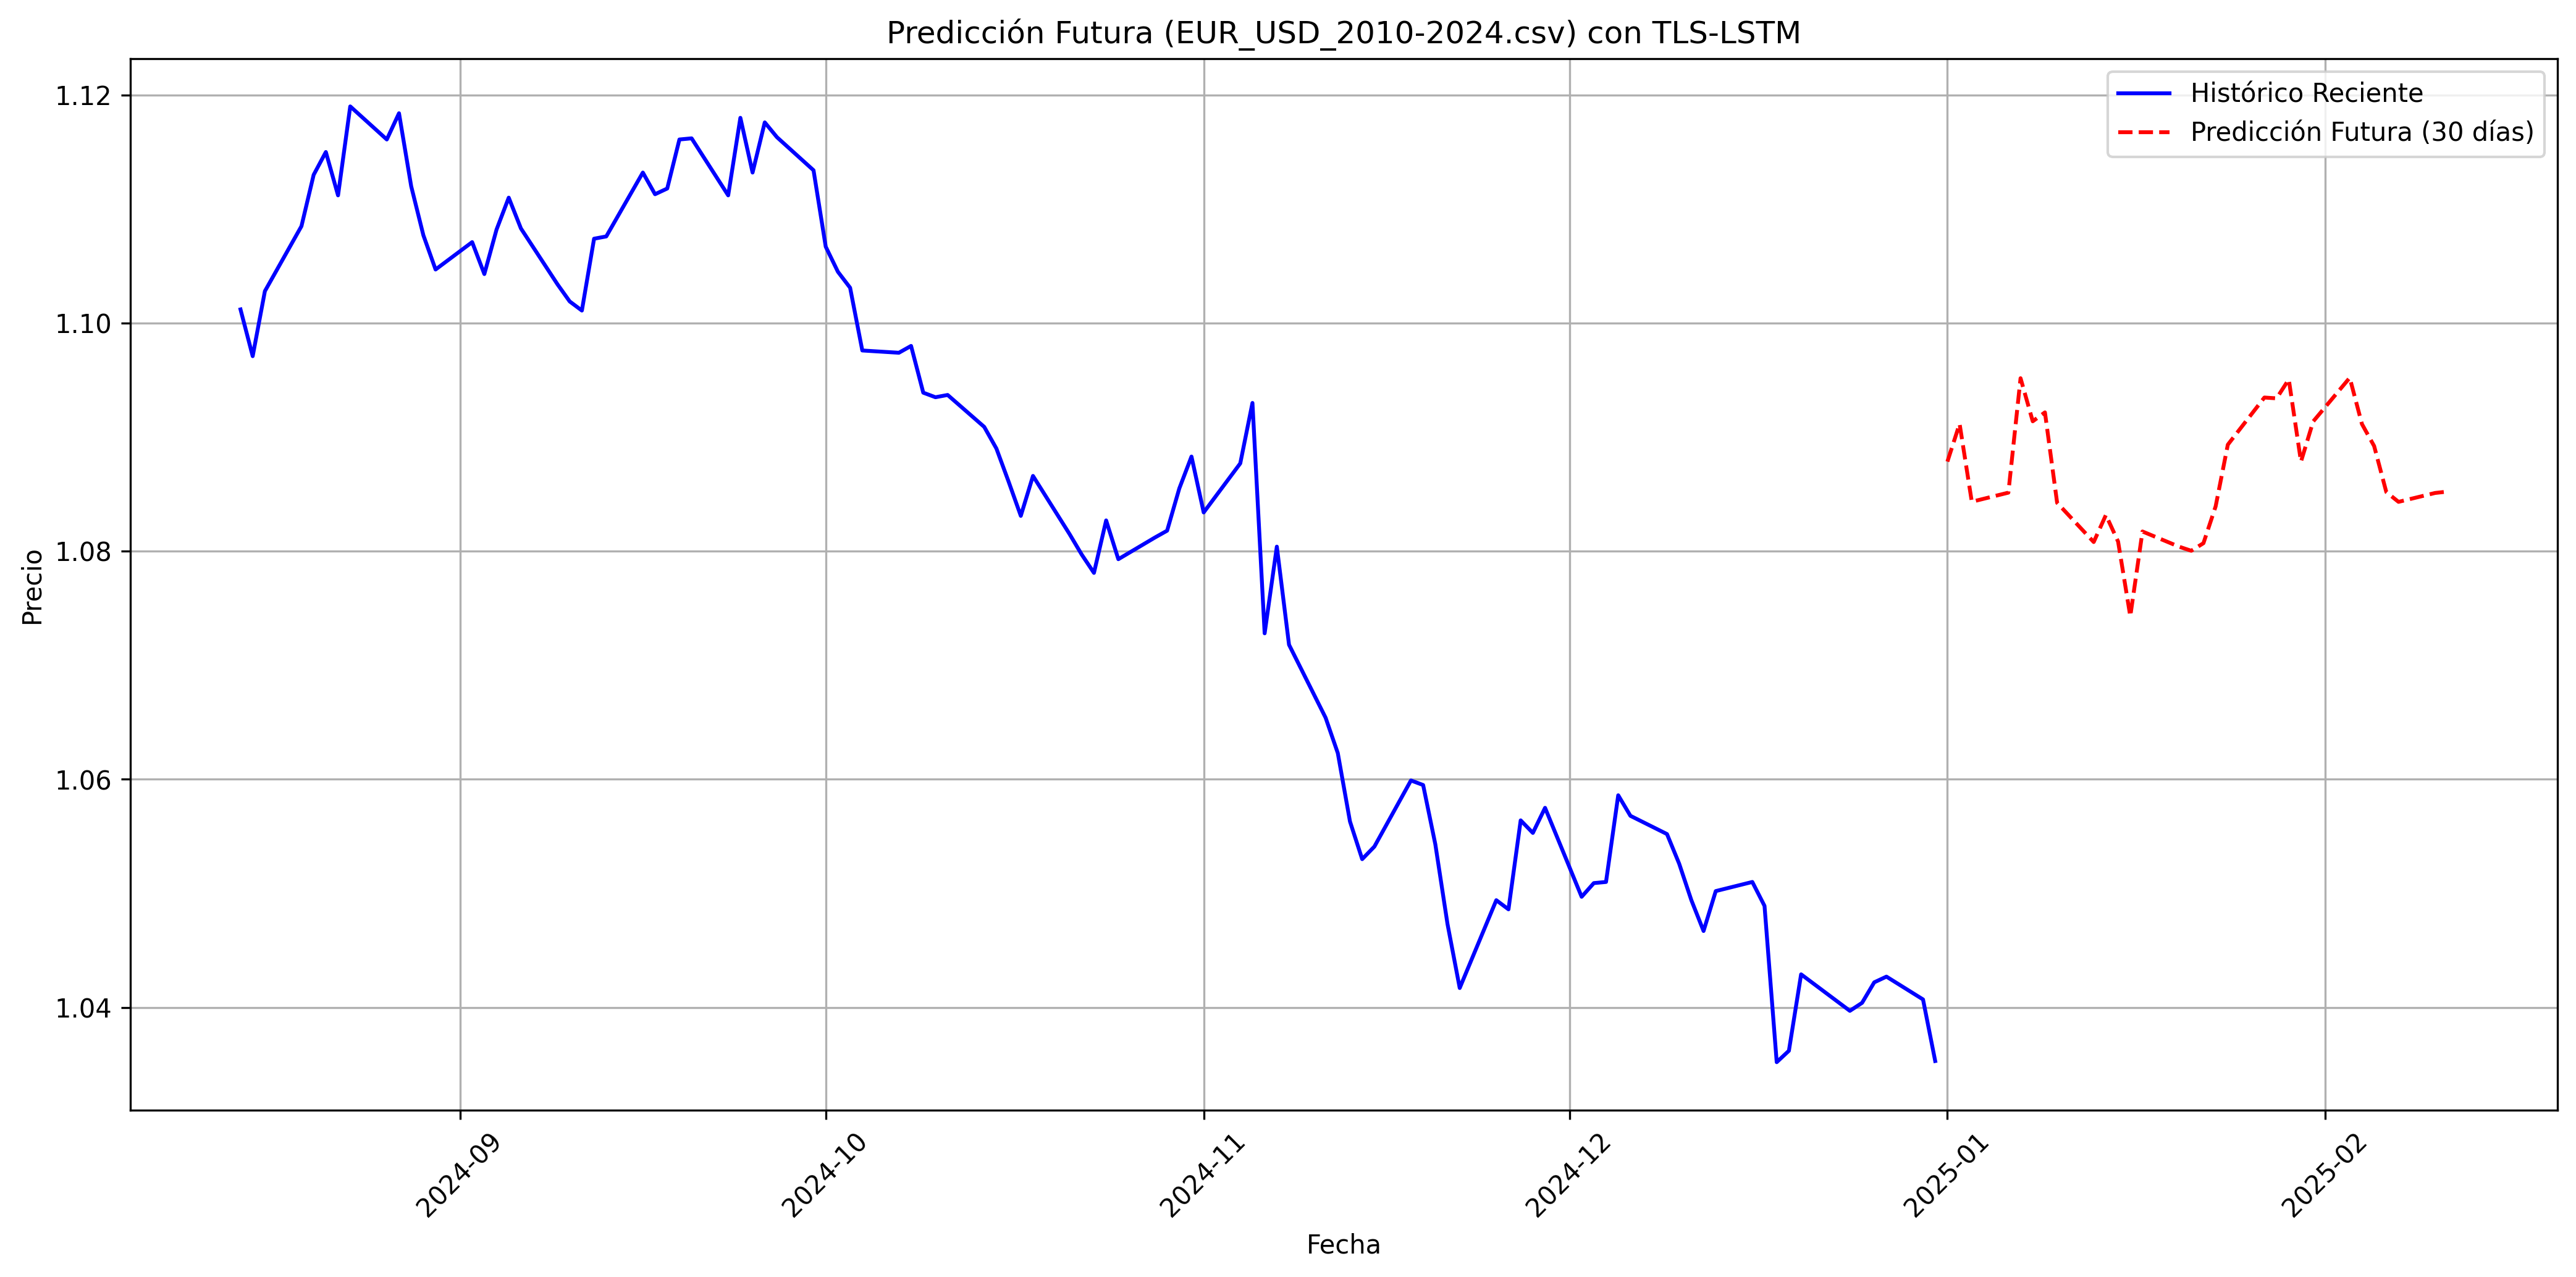 Predicción Futura (EUR_USD_2010-2024.csv) con TLS-LSTM
Histórico Reciente
Predicción Futura (30 días)
Precio
1.12
1.10
1.08
1.06
1.04
2024-09
2024-10
2024-11
2024-12
2025-01
2025-02
Fecha